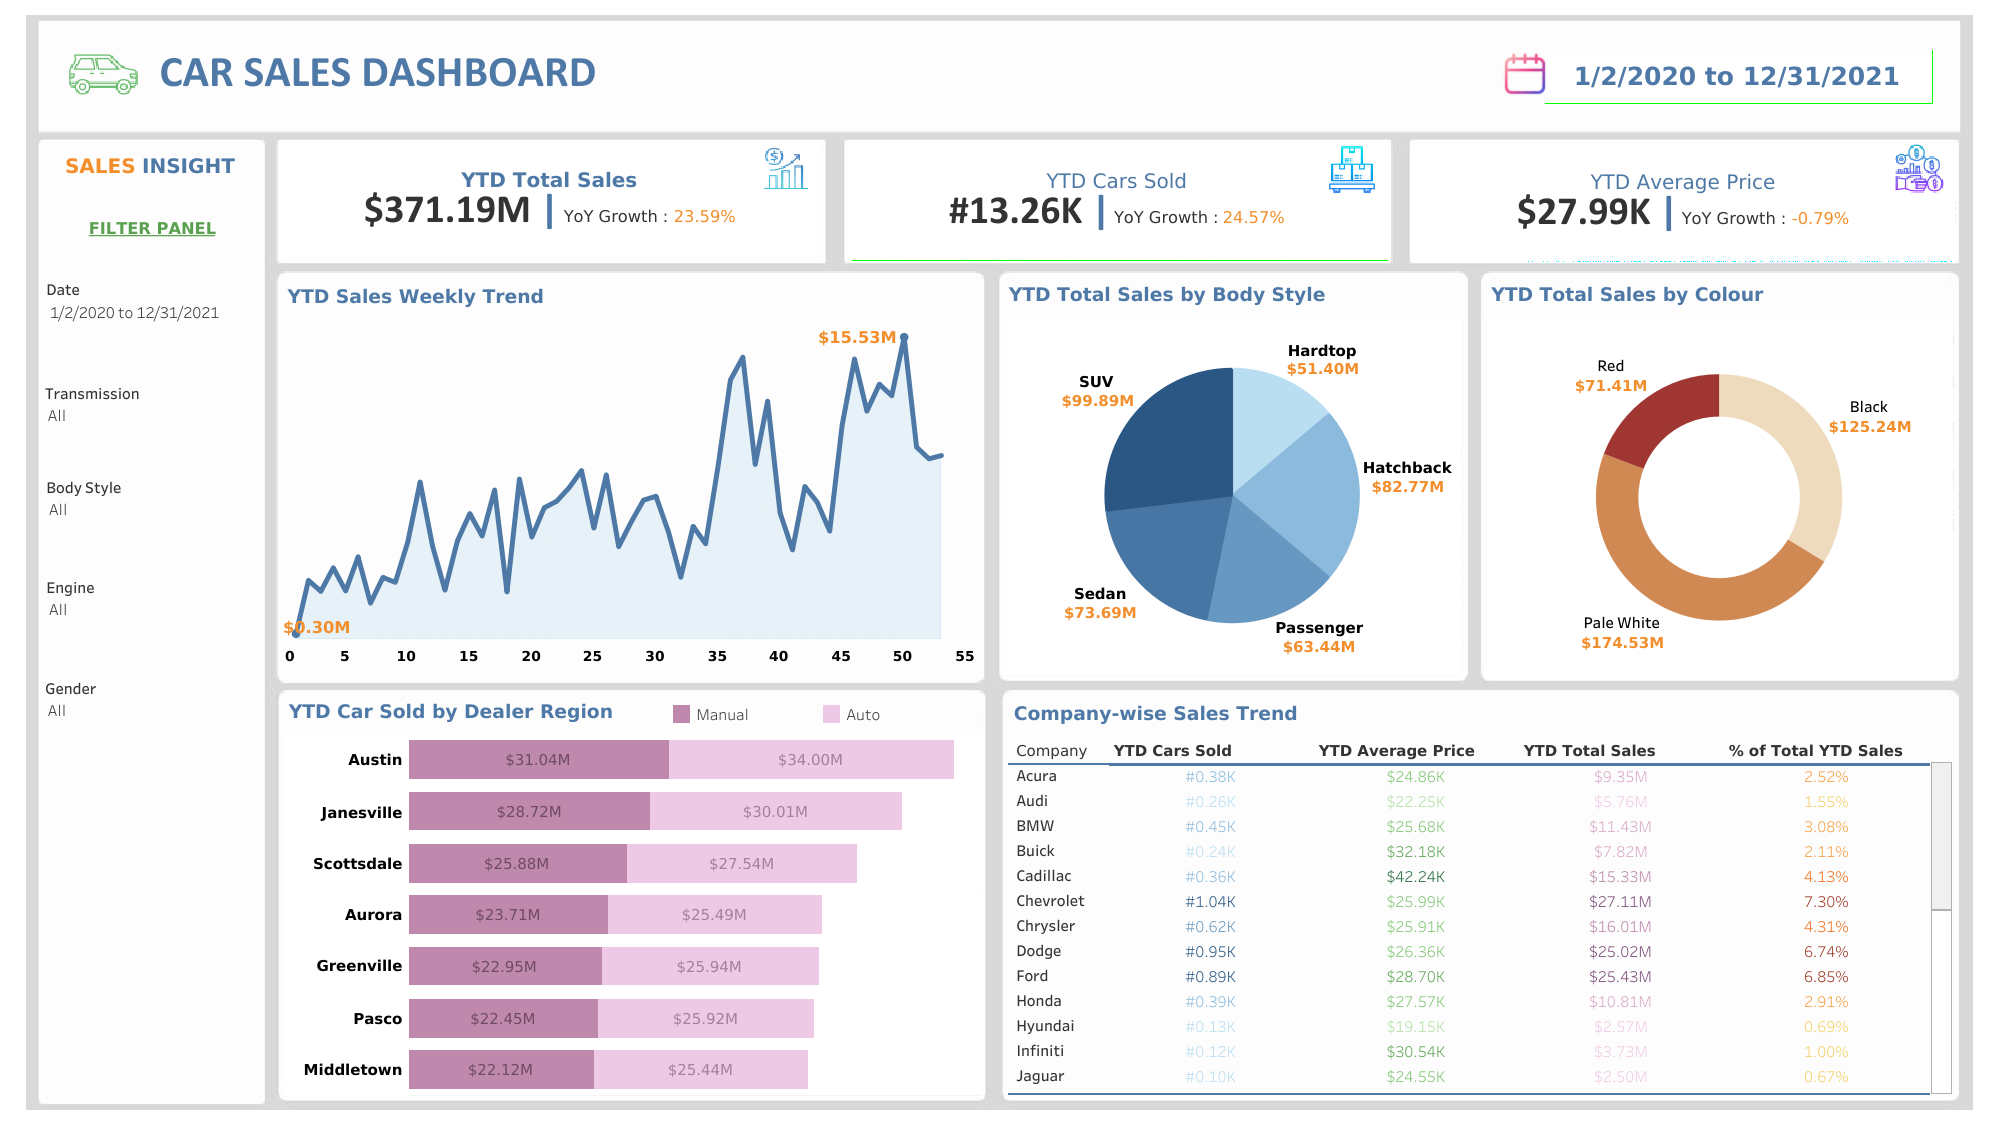 CAR SALES DASHBOARD
1/2/2020 to 12/31/2021
SALES INSIGHT
FILTER PANEL
Date
1/2/2020 to 12/31/2021
Transmission
All
Body Style
All
Engine
All
Gender
All
YTD Total Sales
$371.19M | YoY Growth : 23.59%
YTD Cars Sold
#13.26K | YoY Growth : 24.57%
YTD Average Price
$27.99K | YoY Growth : -0.79%
YTD Sales Weekly Trend
$15.53M
$0.30M
0 5 10 15 20 25 30 35 40 45 50 55
YTD Total Sales by Body Style
Hardtop
$51.40M
SUV
$99.89M
Hatchback
$82.77M
Sedan
$73.69M
Passenger
$63.44M
YTD Total Sales by Colour
Red
$71.41M
Black
$125.24M
Pale White
$174.53M
YTD Car Sold by Dealer Region
Manual Auto
Austin $31.04M $34.00M
Janesville $28.72M $30.01M
Scottsdale $25.88M $27.54M
Aurora $23.71M $25.49M
Greenville $22.95M $25.94M
Pasco $22.45M $25.92M
Middletown $22.12M $25.44M
Company-wise Sales Trend
Company YTD Cars Sold YTD Average Price YTD Total Sales % of Total YTD Sales
Acura #0.38K $24.86K $9.35M 2.52%
Audi #0.26K $22.25K $5.76M 1.55%
BMW #0.45K $25.68K $11.43M 3.08%
Buick #0.24K $32.18K $7.82M 2.11%
Cadillac #0.36K $42.24K $15.33M 4.13%
Chevrolet #1.04K $25.99K $27.11M 7.30%
Chrysler #0.62K $25.91K $16.01M 4.31%
Dodge #0.95K $26.36K $25.02M 6.74%
Ford #0.89K $28.70K $25.43M 6.85%
Honda #0.39K $27.57K $10.81M 2.91%
Hyundai #0.13K $19.15K $2.57M 0.69%
Infiniti #0.12K $30.54K $3.73M 1.00%
Jaguar #0.10K $24.55K $2.50M 0.67%